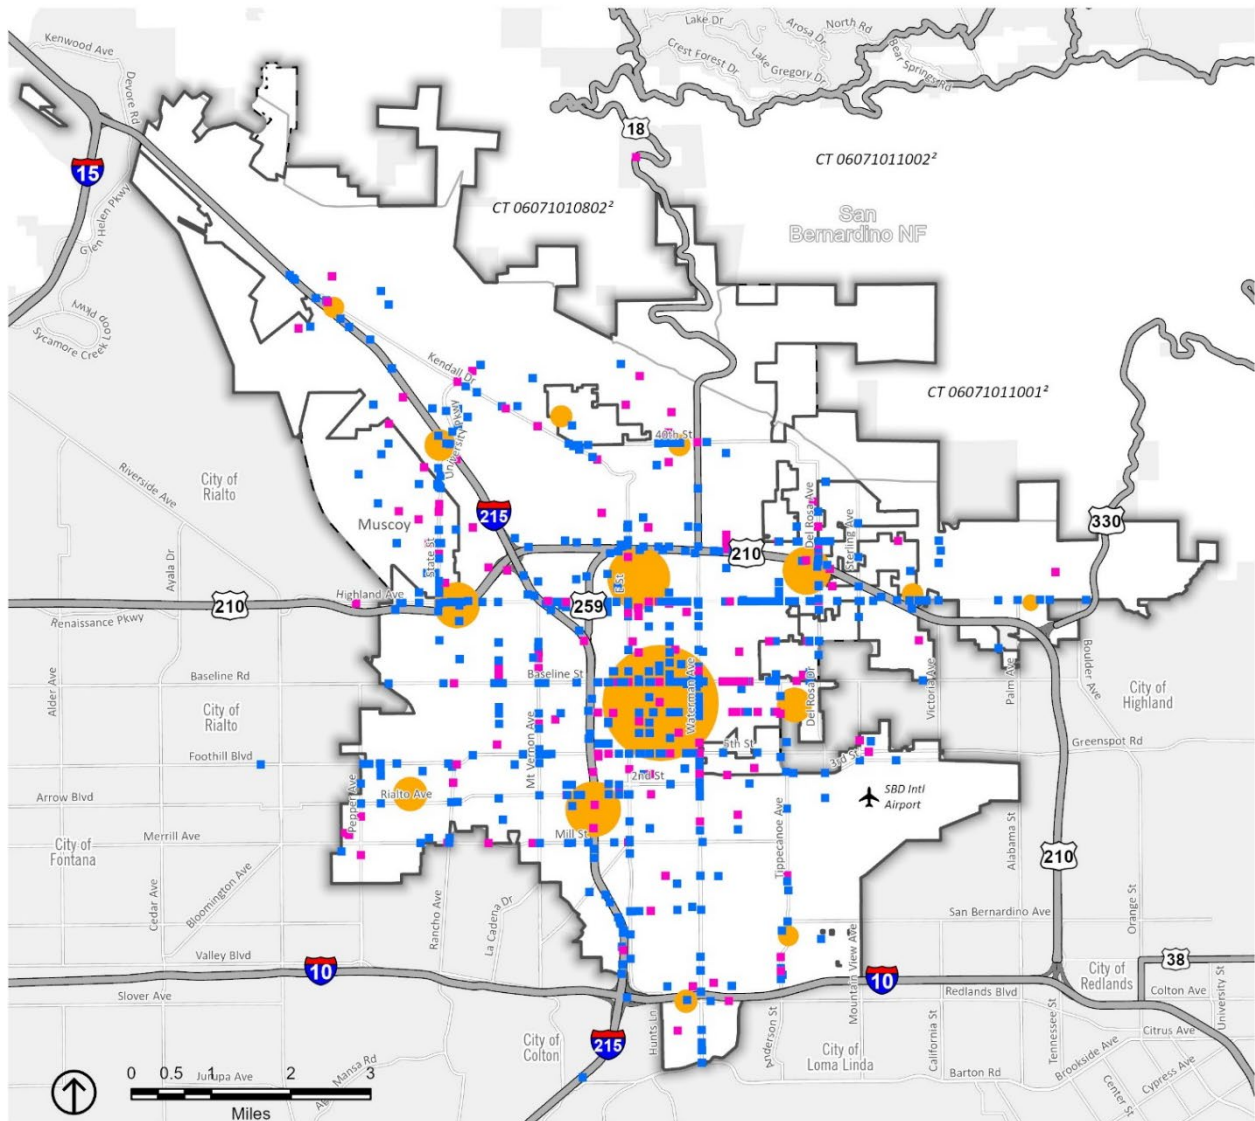 Kenwood Ave
Devore Rd
Lake Dr
Arosa Dr
North Rd
Crest Forest Dr
Lake Gregory Dr
Bear Springs Rd
18
15
CT 06071011002²
Glen Helen Pkwy
CT 06071010802²
San
Bernardino NF
Sycamore Creek Loop
Pkwy
Kendall Dr
CT 06071011001²
University Pkwy
40th St
City of
Rialto
Riverside Ave
Muscoy
215
Del Rosa Ave
Sterling Ave
330
Ayala Dr
State St
210
E St
Highland Ave
210
259
Renaissance Pkwy
Alder Ave
Baseline Rd
Baseline St
Waterman Ave
Del Rosa Dr
Victoria Ave
Palm Ave
Boulder Ave
City of
Highland
City of
Rialto
Mt Vernon Ave
Foothill Blvd
6th St
3rd St
Greenspot Rd
2nd St
Arrow Blvd
Pepper Ave
Rialto Ave
SBD Intl
Airport
Merrill Ave
Mill St
Tippecanoe Ave
Alabama St
City of
Fontana
210
Cedar Ave
Bloomington Ave
Rancho Ave
La Cadena Dr
Mountain View Ave
San Bernardino Ave
Orange St
Valley Blvd
10
38
Slover Ave
10
Redlands Blvd
City of
Redlands
Colton Ave
University St
City of
Colton
215
Hunts Ln
Anderson St
City of
Loma Linda
California St
Tennessee St
Citrus Ave
Brookside Ave
Cypress Ave
Center St
Barton Rd
Jurupa Ave
Mansa Rd
0 0.5 1 2 3
Miles